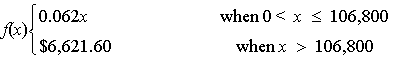 f(x){0.062x when 0 < x ≤ 106,800
$6,621.60 when x > 106,800